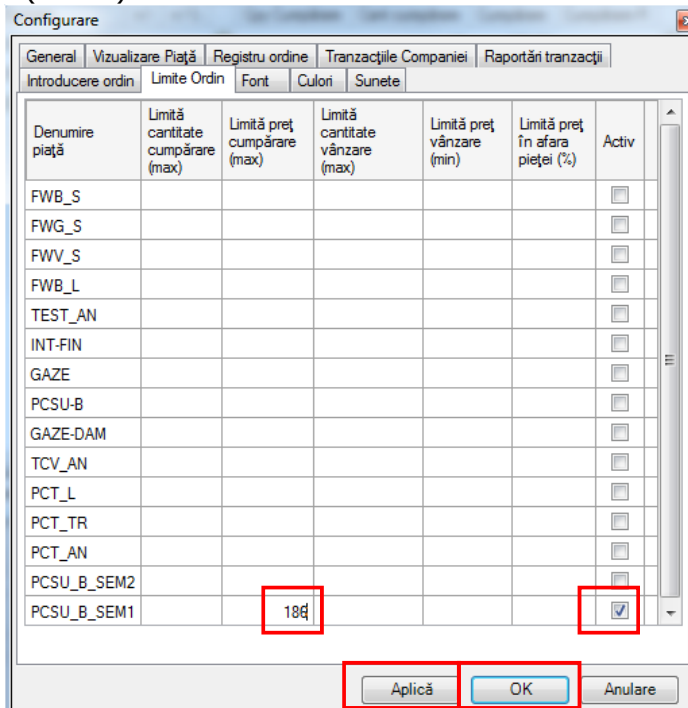 Configurare
General Vizualizare Piaţă Registru ordine Tranzacţiile Companiei Raportări tranzacţii
Introducere ordin Limite Ordin Font Culori Sunete
Denumire piaţă Limită cantitate cumpărare (max) Limită preţ cumpărare (max) Limită cantitate vânzare (max) Limită preţ vânzare (min) Limită preţ în afara pieţei (%) Activ
FWB_S
FWG_S
FWV_S
FWB_L
TEST_AN
INT-FIN
GAZE
PCSU-B
GAZE-DAM
TCV_AN
PCT_L
PCT_TR
PCT_AN
PCSU_B_SEM2
PCSU_B_SEM1 186
Aplică OK Anulare